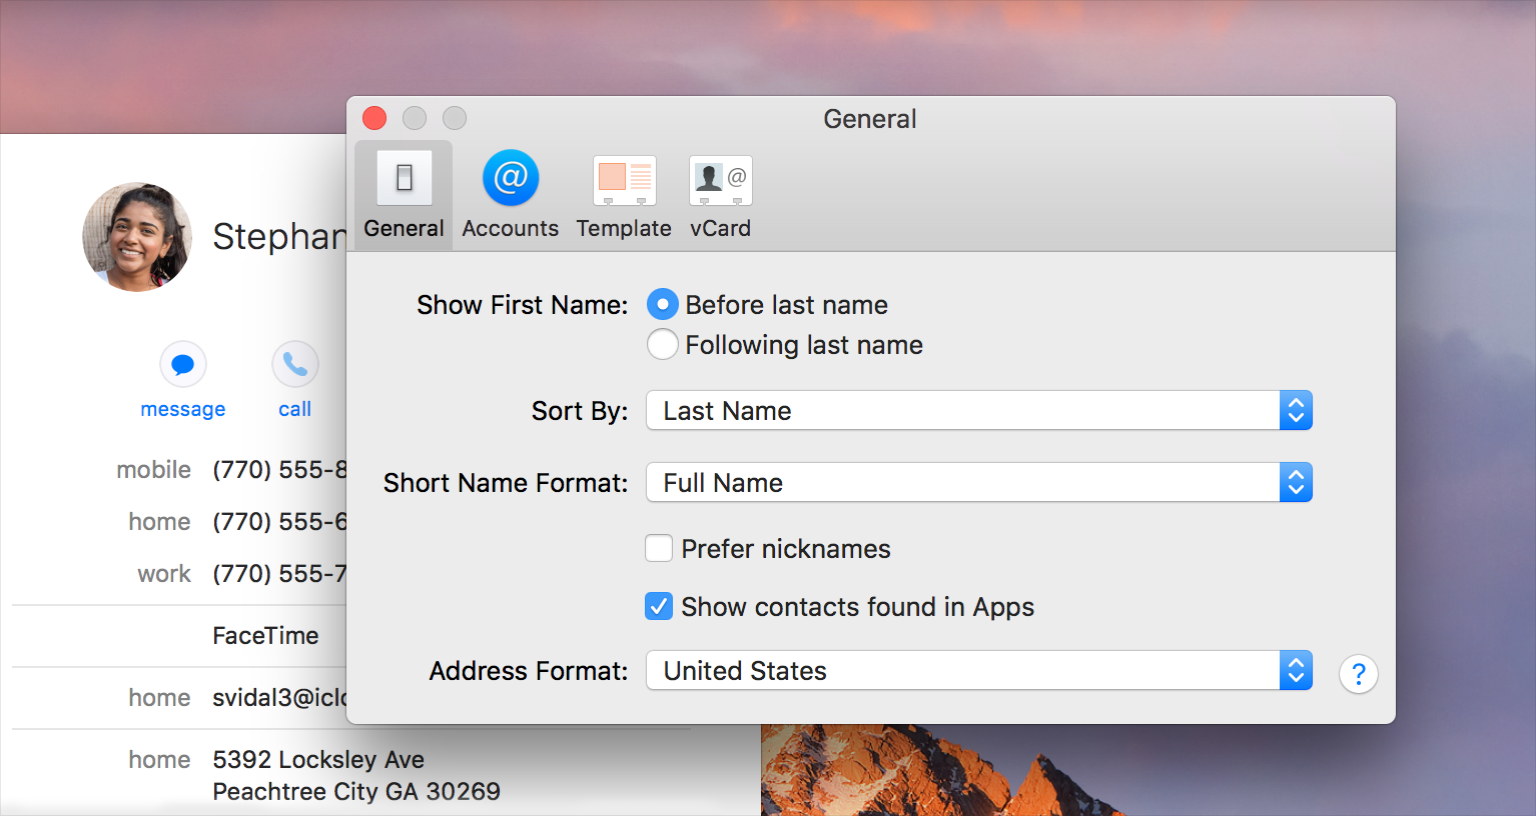 General
General Accounts Template vCard
Show First Name: Before last name
Following last name
Sort By: Last Name
Short Name Format: Full Name
Prefer nicknames
Show contacts found in Apps
Address Format: United States
?
Stephan
message call
mobile (770) 555-8
home (770) 555-6
work (770) 555-7
FaceTime
home svidal3@iclo
home 5392 Locksley Ave
Peachtree City GA 30269